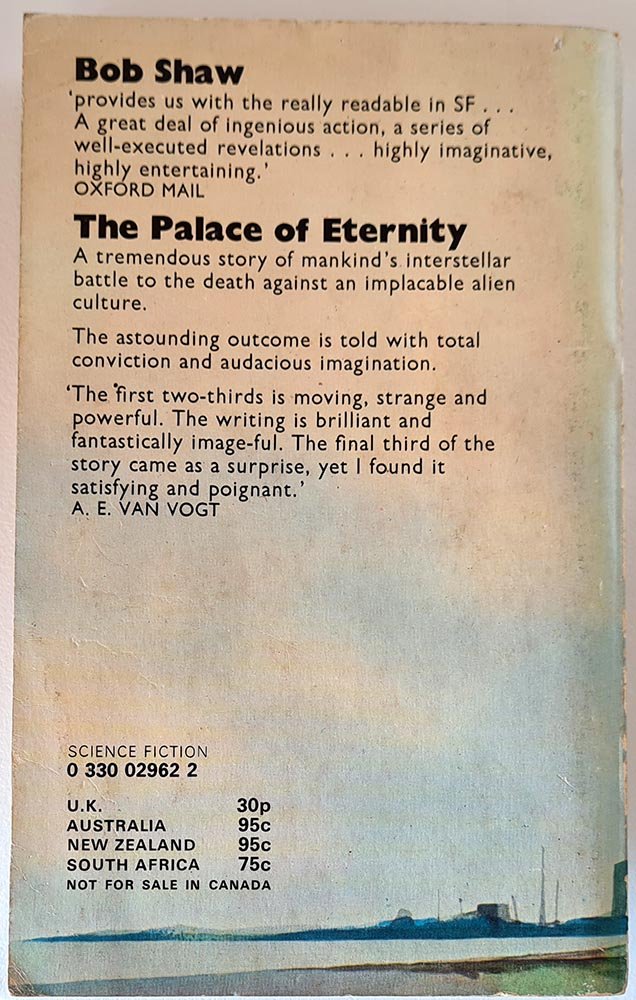 Bob Shaw
‘provides us with the really readable in SF . . .
A great deal of ingenious action, a series of
well-executed revelations . . . highly imaginative,
highly entertaining.’
OXFORD MAIL
The Palace of Eternity
A tremendous story of mankind’s interstellar
battle to the death against an implacable alien
culture.
The astounding outcome is told with total
conviction and audacious imagination.
‘The first two-thirds is moving, strange and
powerful. The writing is brilliant and
fantastically image-ful. The final third of the
story came as a surprise, yet I found it
satisfying and poignant.’
A. E. VAN VOGT
SCIENCE FICTION
0 330 02962 2
U.K. 30p
AUSTRALIA 95c
NEW ZEALAND 95c
SOUTH AFRICA 75c
NOT FOR SALE IN CANADA